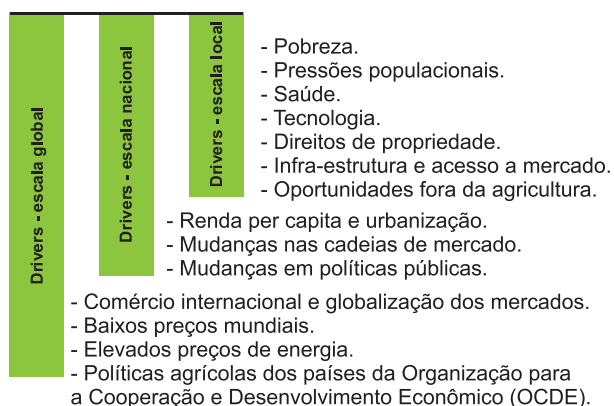 Drivers - escala global
Drivers - escala nacional
Drivers - escala local
- Pobreza.
- Pressões populacionais.
- Saúde.
- Tecnologia.
- Direitos de propriedade.
- Infra-estrutura e acesso a mercado.
- Oportunidades fora da agricultura.
- Renda per capita e urbanização.
- Mudanças nas cadeias de mercado.
- Mudanças em políticas públicas.
- Comércio internacional e globalização dos mercados.
- Baixos preços mundiais.
- Elevados preços de energia.
- Políticas agrícolas dos países da Organização para
a Cooperação e Desenvolvimento Econômico (OCDE).